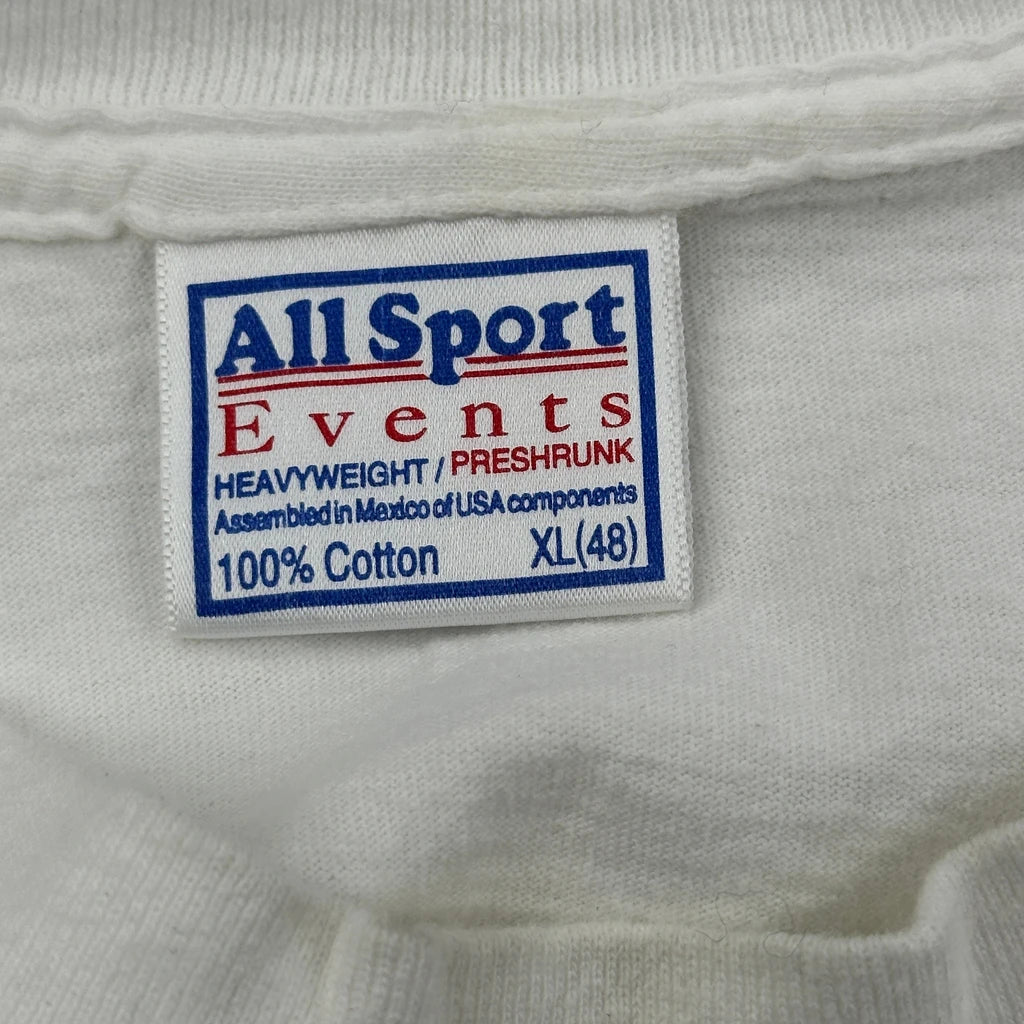 All Sport
Events
HEAVYWEIGHT / PRESHRUNK
Assembled in Mexico of USA components
100% Cotton XL(48)